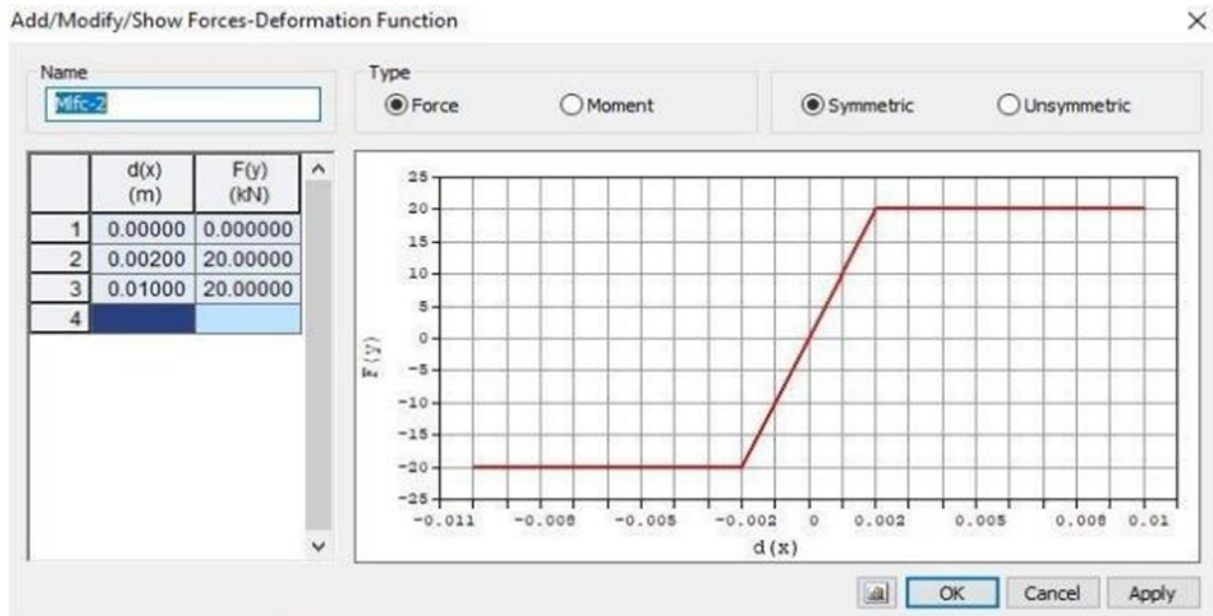 Add/Modify/Show Forces-Deformation Function
Name
Mlfc-2
Type
Force Moment
Symmetric Unsymmetric
d(x) F(y)
(m) (kN)
1 0.00000 0.000000
2 0.00200 20.00000
3 0.01000 20.00000
4
25
20
15
10
5
0
-5
-10
-15
-20
-25
F(y)
-0.011 -0.008 -0.005 -0.002 0 0.002 0.005 0.008 0.01
d(x)
OK Cancel Apply